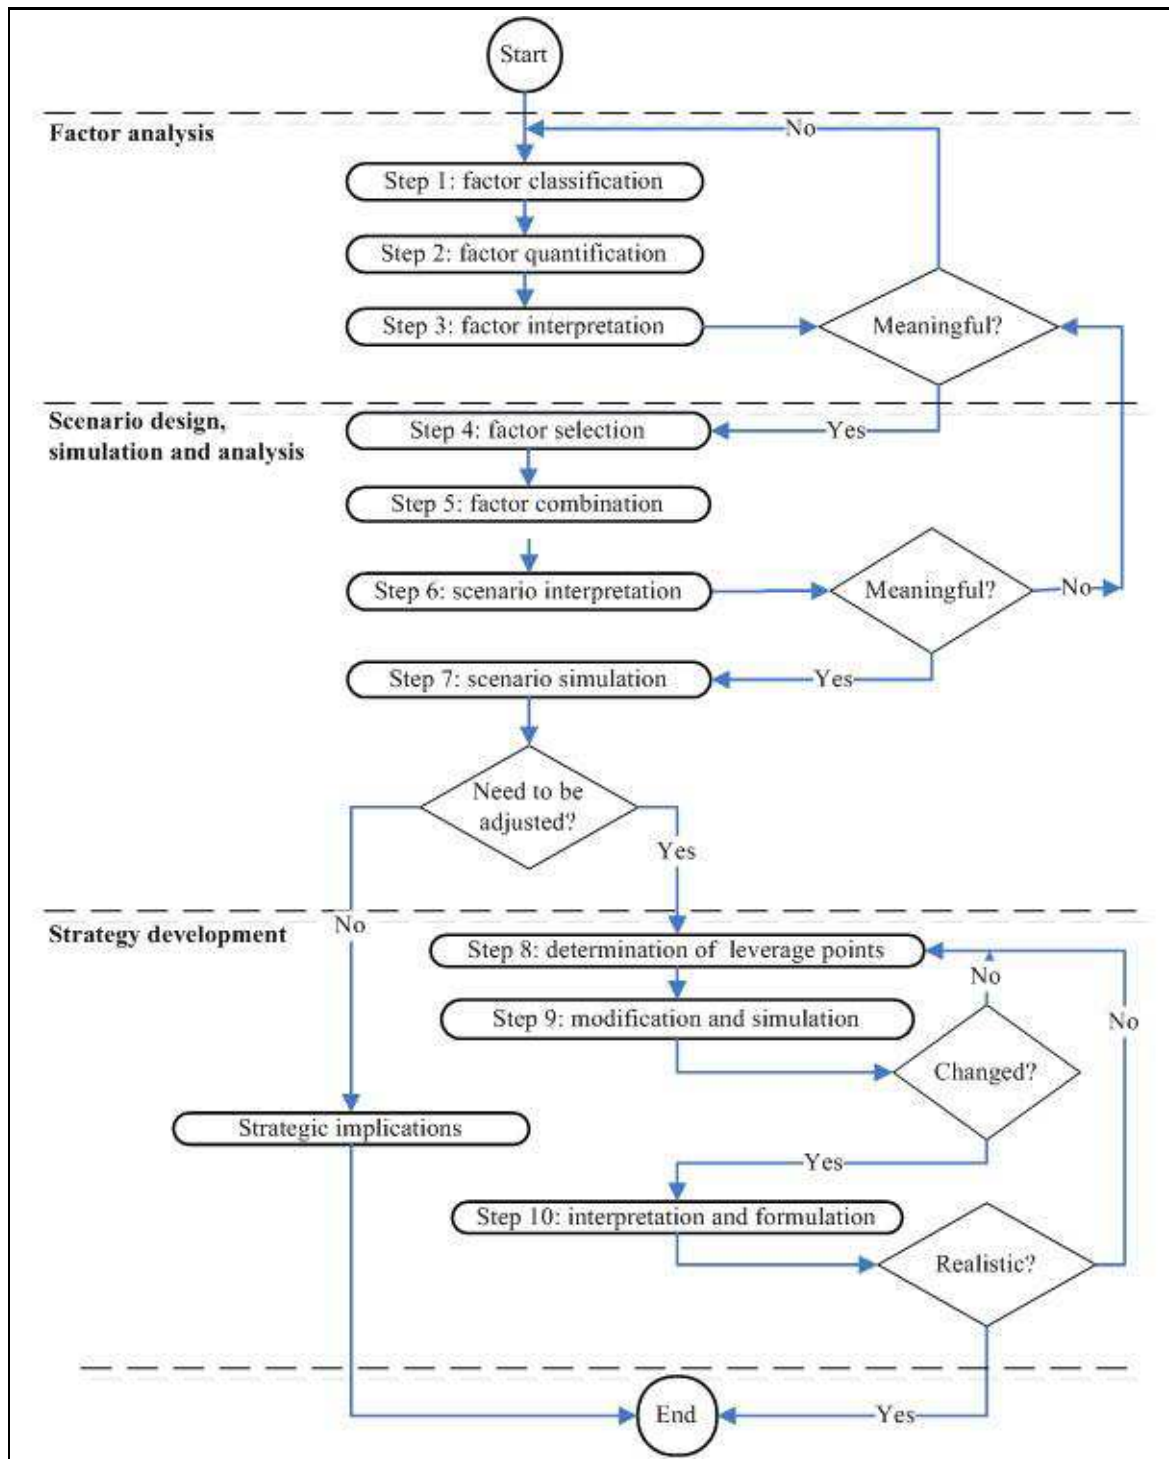 Start
Factor analysis
No
Step 1: factor classification
Step 2: factor quantification
Step 3: factor interpretation
Meaningful?
Scenario design,
simulation and analysis
Step 4: factor selection
Yes
Step 5: factor combination
Step 6: scenario interpretation
Meaningful?
No
Step 7: scenario simulation
Yes
Need to be
adjusted?
Yes
No
Strategy development
Step 8: determination of leverage points
No
Step 9: modification and simulation
No
Changed?
Strategic implications
Yes
Step 10: interpretation and formulation
Realistic?
End
Yes